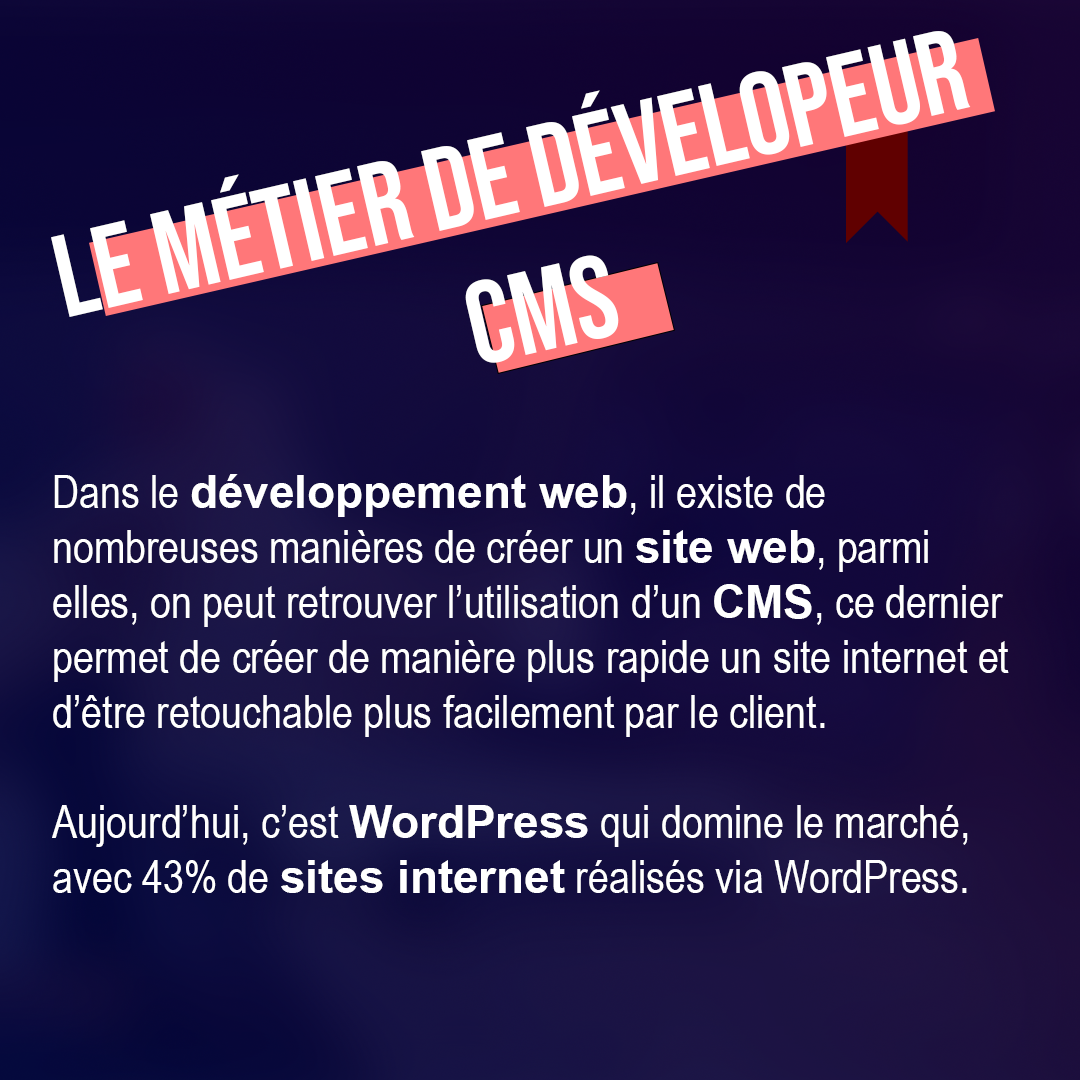 LE MÉTIER DE DÉVELOPEUR
CMS
Dans le développement web, il existe de
nombreuses manières de créer un site web, parmi
elles, on peut retrouver l’utilisation d’un CMS, ce dernier
permet de créer de manière plus rapide un site internet et
d’être retouchable plus facilement par le client.
Aujourd’hui, c’est WordPress qui domine le marché,
avec 43% de sites internet réalisés via WordPress.